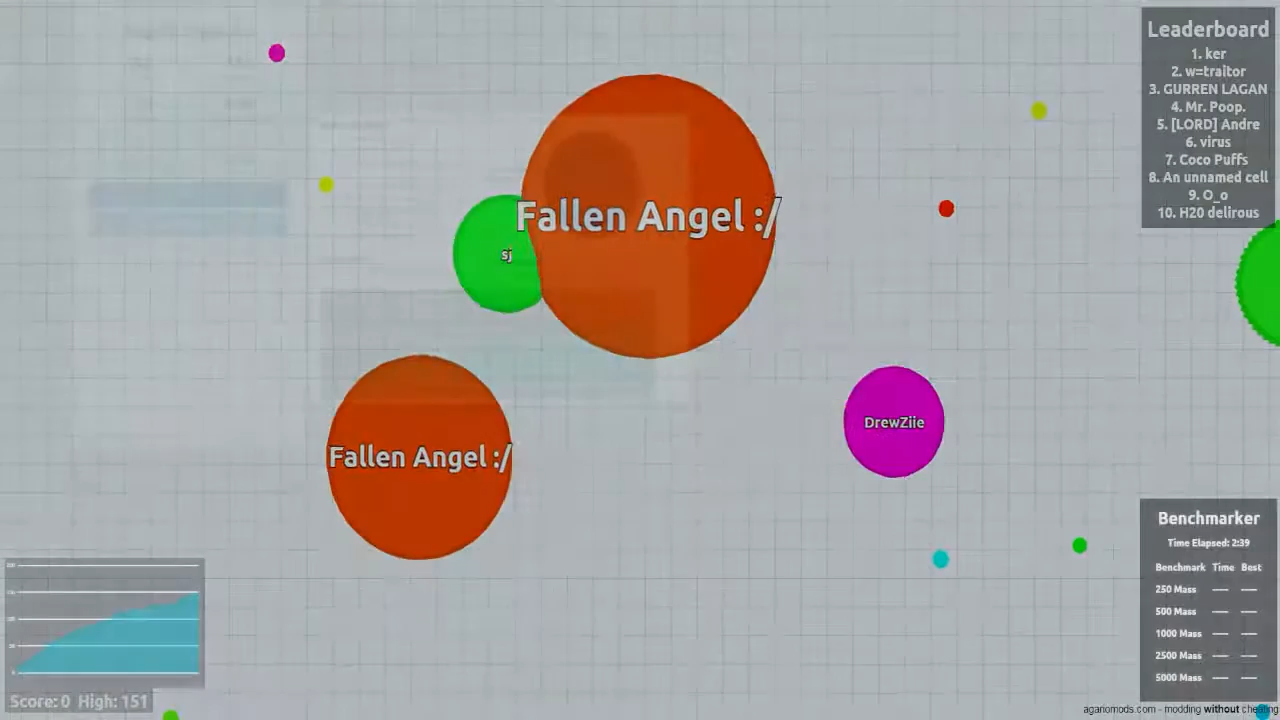 Leaderboard
1. ker
2. w=traitor
3. GURREN LAGAN
4. Mr. Poop.
5. [LORD] Andre
6. virus
7. Coco Puffs
8. An unnamed cell
9. O_o
10. H20 delirous
Fallen Angel :/
sj
Fallen Angel :/
DrewZiie
Benchmarker
Time Elapsed: 2:39
Benchmark Time Best
250 Mass — —
500 Mass — —
1000 Mass — —
2500 Mass — —
5000 Mass — —
Score: 0 High: 151
agariomods.com - modding without cheating